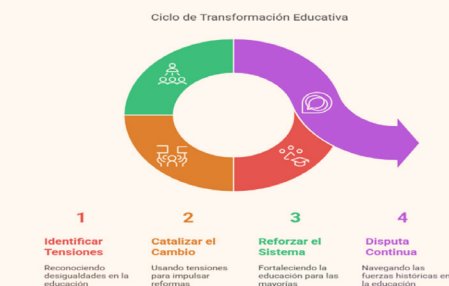 Ciclo de Transformación Educativa
1
2
3
4
Identificar
Tensiones
Catalizar el
Cambio
Reforzar el
Sistema
Disputa
Continua
Reconociendo
desigualdades en la
educación
Usando tensiones
para impulsar
reformas
Fortaleciendo la
educación para las
mayorías
Navegando las
fuerzas históricas en
la educación